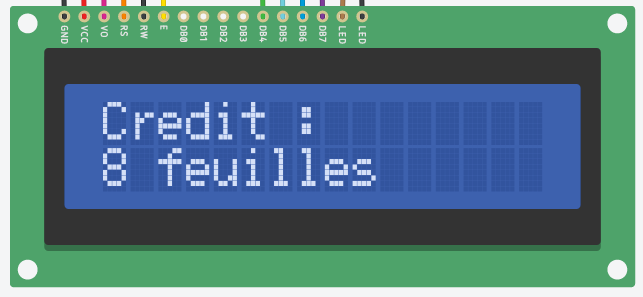 GND VCC VO RS RW E DB0 DB1 DB2 DB3 DB4 DB5 DB6 DB7 LED LED
Credit :
8 feuilles